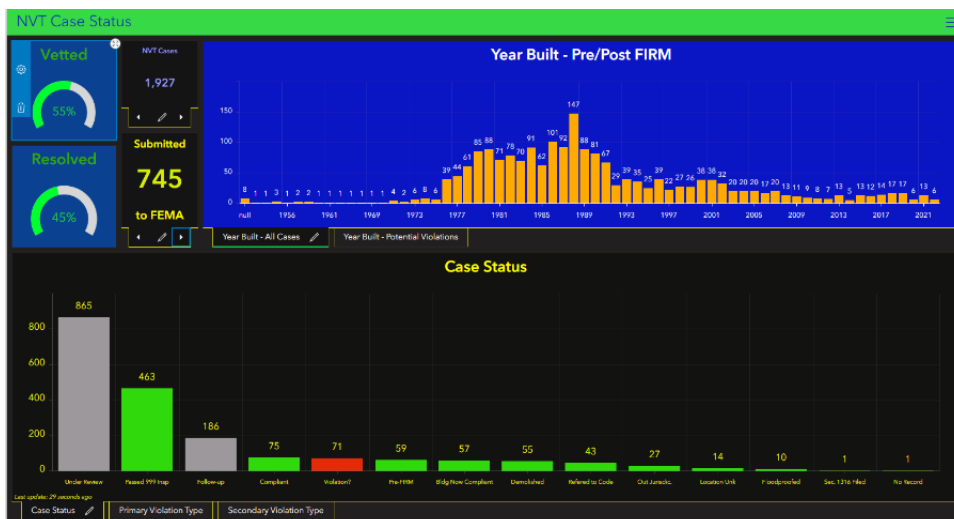 NVT Case Status
Vetted
55%
Resolved
45%
NVT Cases
1,927
Submitted
745
to FEMA
Year Built - Pre/Post FIRM
150
100
50
0
8 1 1 3 1 2 2 1 1 1 1 1 1 1 4 2 6 8 6 39 44 61 85 88 71 78 70 91 62 101 92 147 88 81 67 29 39 35 25 39 22 27 26 38 38 32 20 20 20 17 20 13 11 9 8 7 13 5 13 12 14 17 17 6 13 6
null 1956 1961 1969 1973 1977 1981 1985 1989 1993 1997 2001 2005 2009 2013 2017 2021
Year Built - All Cases
Year Built - Potential Violations
Case Status
800
600
400
200
0
865 463 186 75 71 59 57 55 43 27 14 10 1 1
Under Review Passed 999 Insp Follow-up Compliant Violation? Pre-FIRM Bldg Now Compliant Demolished Refered to Code Out Jurisdic. Location Unk Floodproofed Sec. 1316 Filed No Record
Last update: 29 seconds ago
Case Status
Primary Violation Type
Secondary Violation Type